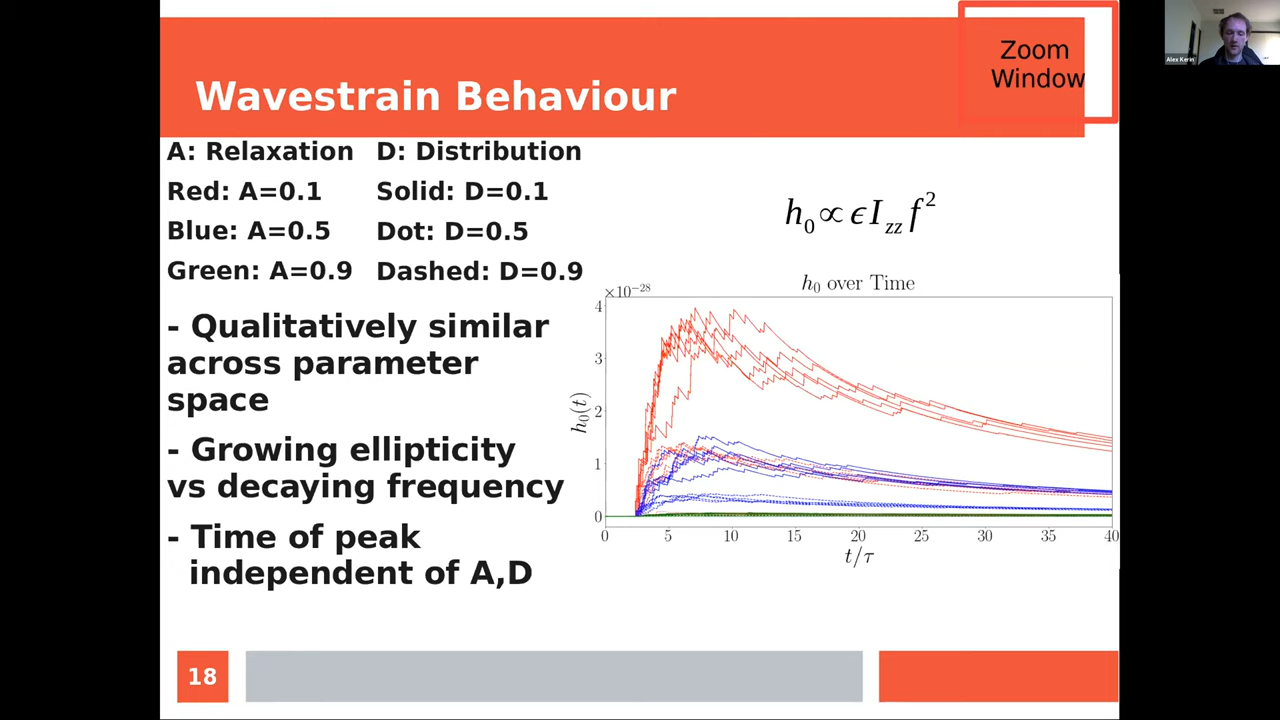 Zoom
Window
Alex Kerin
Wavestrain Behaviour
A: Relaxation D: Distribution
Red: A=0.1 Solid: D=0.1
Blue: A=0.5 Dot: D=0.5
Green: A=0.9 Dashed: D=0.9
- Qualitatively similar
across parameter
space
- Growing ellipticity
vs decaying frequency
- Time of peak
independent of A,D
h₀ ∝ ϵI_zz f²
h₀ over Time
×10⁻²⁸
4
3
2
1
0
h₀(t)
0 5 10 15 20 25 30 35 40
t/τ
18